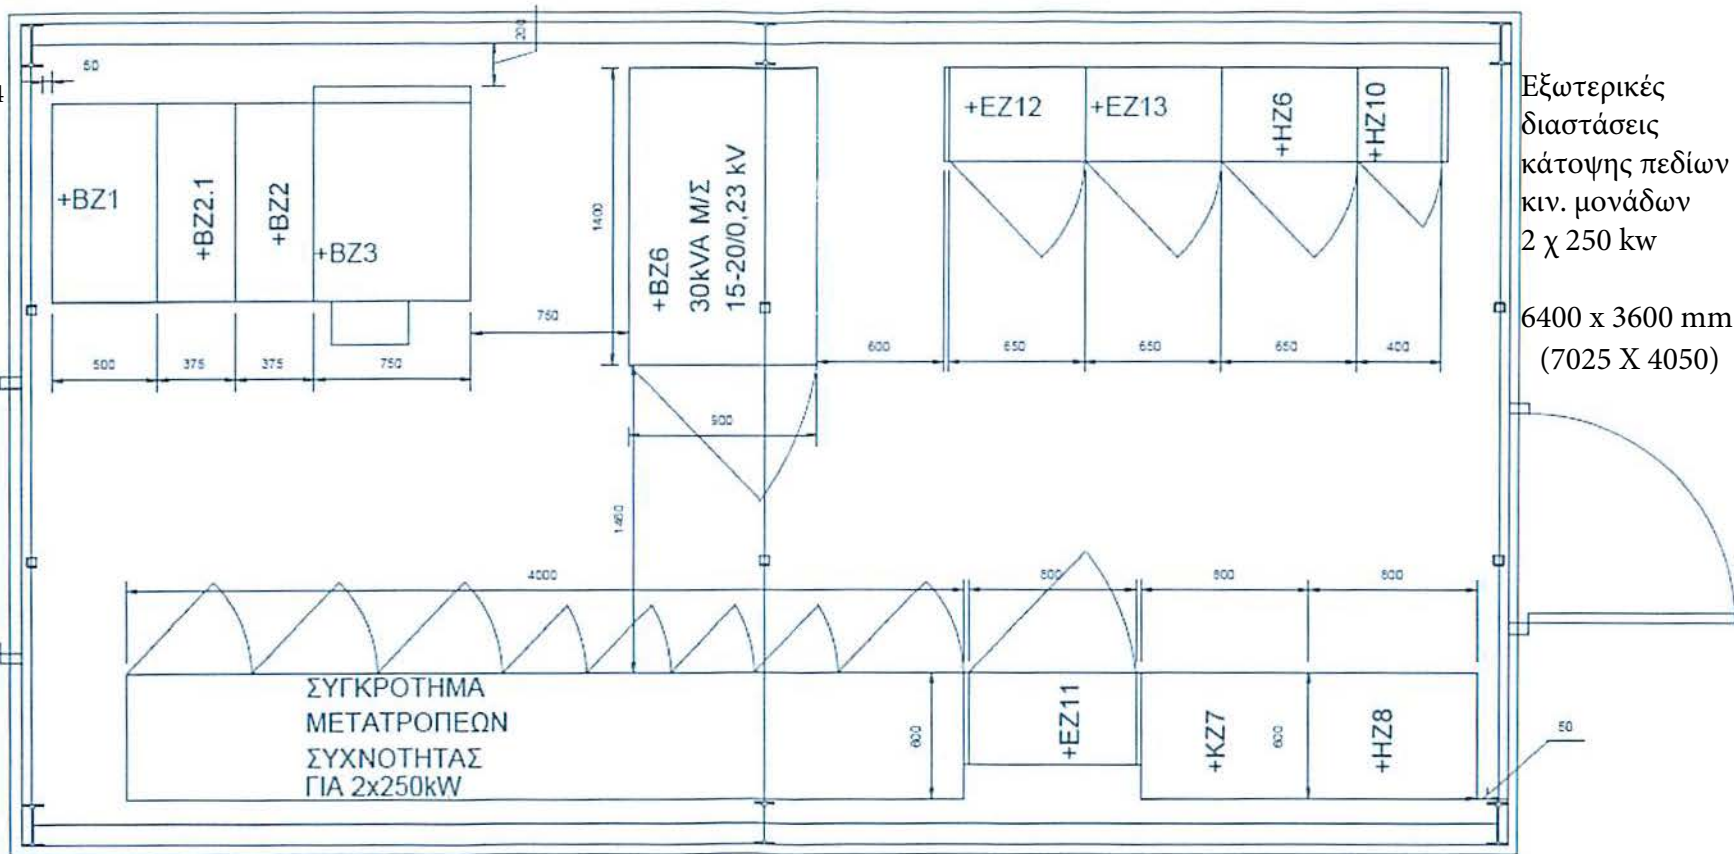 200
50
4
+BZ1
+BZ2.1
+BZ2
+BZ3
+BZ6
30kVA Μ/Σ
15-20/0,23 kV
+EZ12
+EZ13
+HZ6
+HZ10
Εξωτερικές
διαστάσεις
κάτοψης πεδίων
κιν. μονάδων
2 χ 250 kw
6400 x 3600 mm
(7025 X 4050)
1400
750
600
500
375
375
750
650
650
650
400
900
1460
4000
800
800
800
ΣΥΓΚΡΟΤΗΜΑ
ΜΕΤΑΤΡΟΠΕΩΝ
ΣΥΧΝΟΤΗΤΑΣ
ΓΙΑ 2x250kW
600
+EZ11
+KZ7
600
+HZ8
50